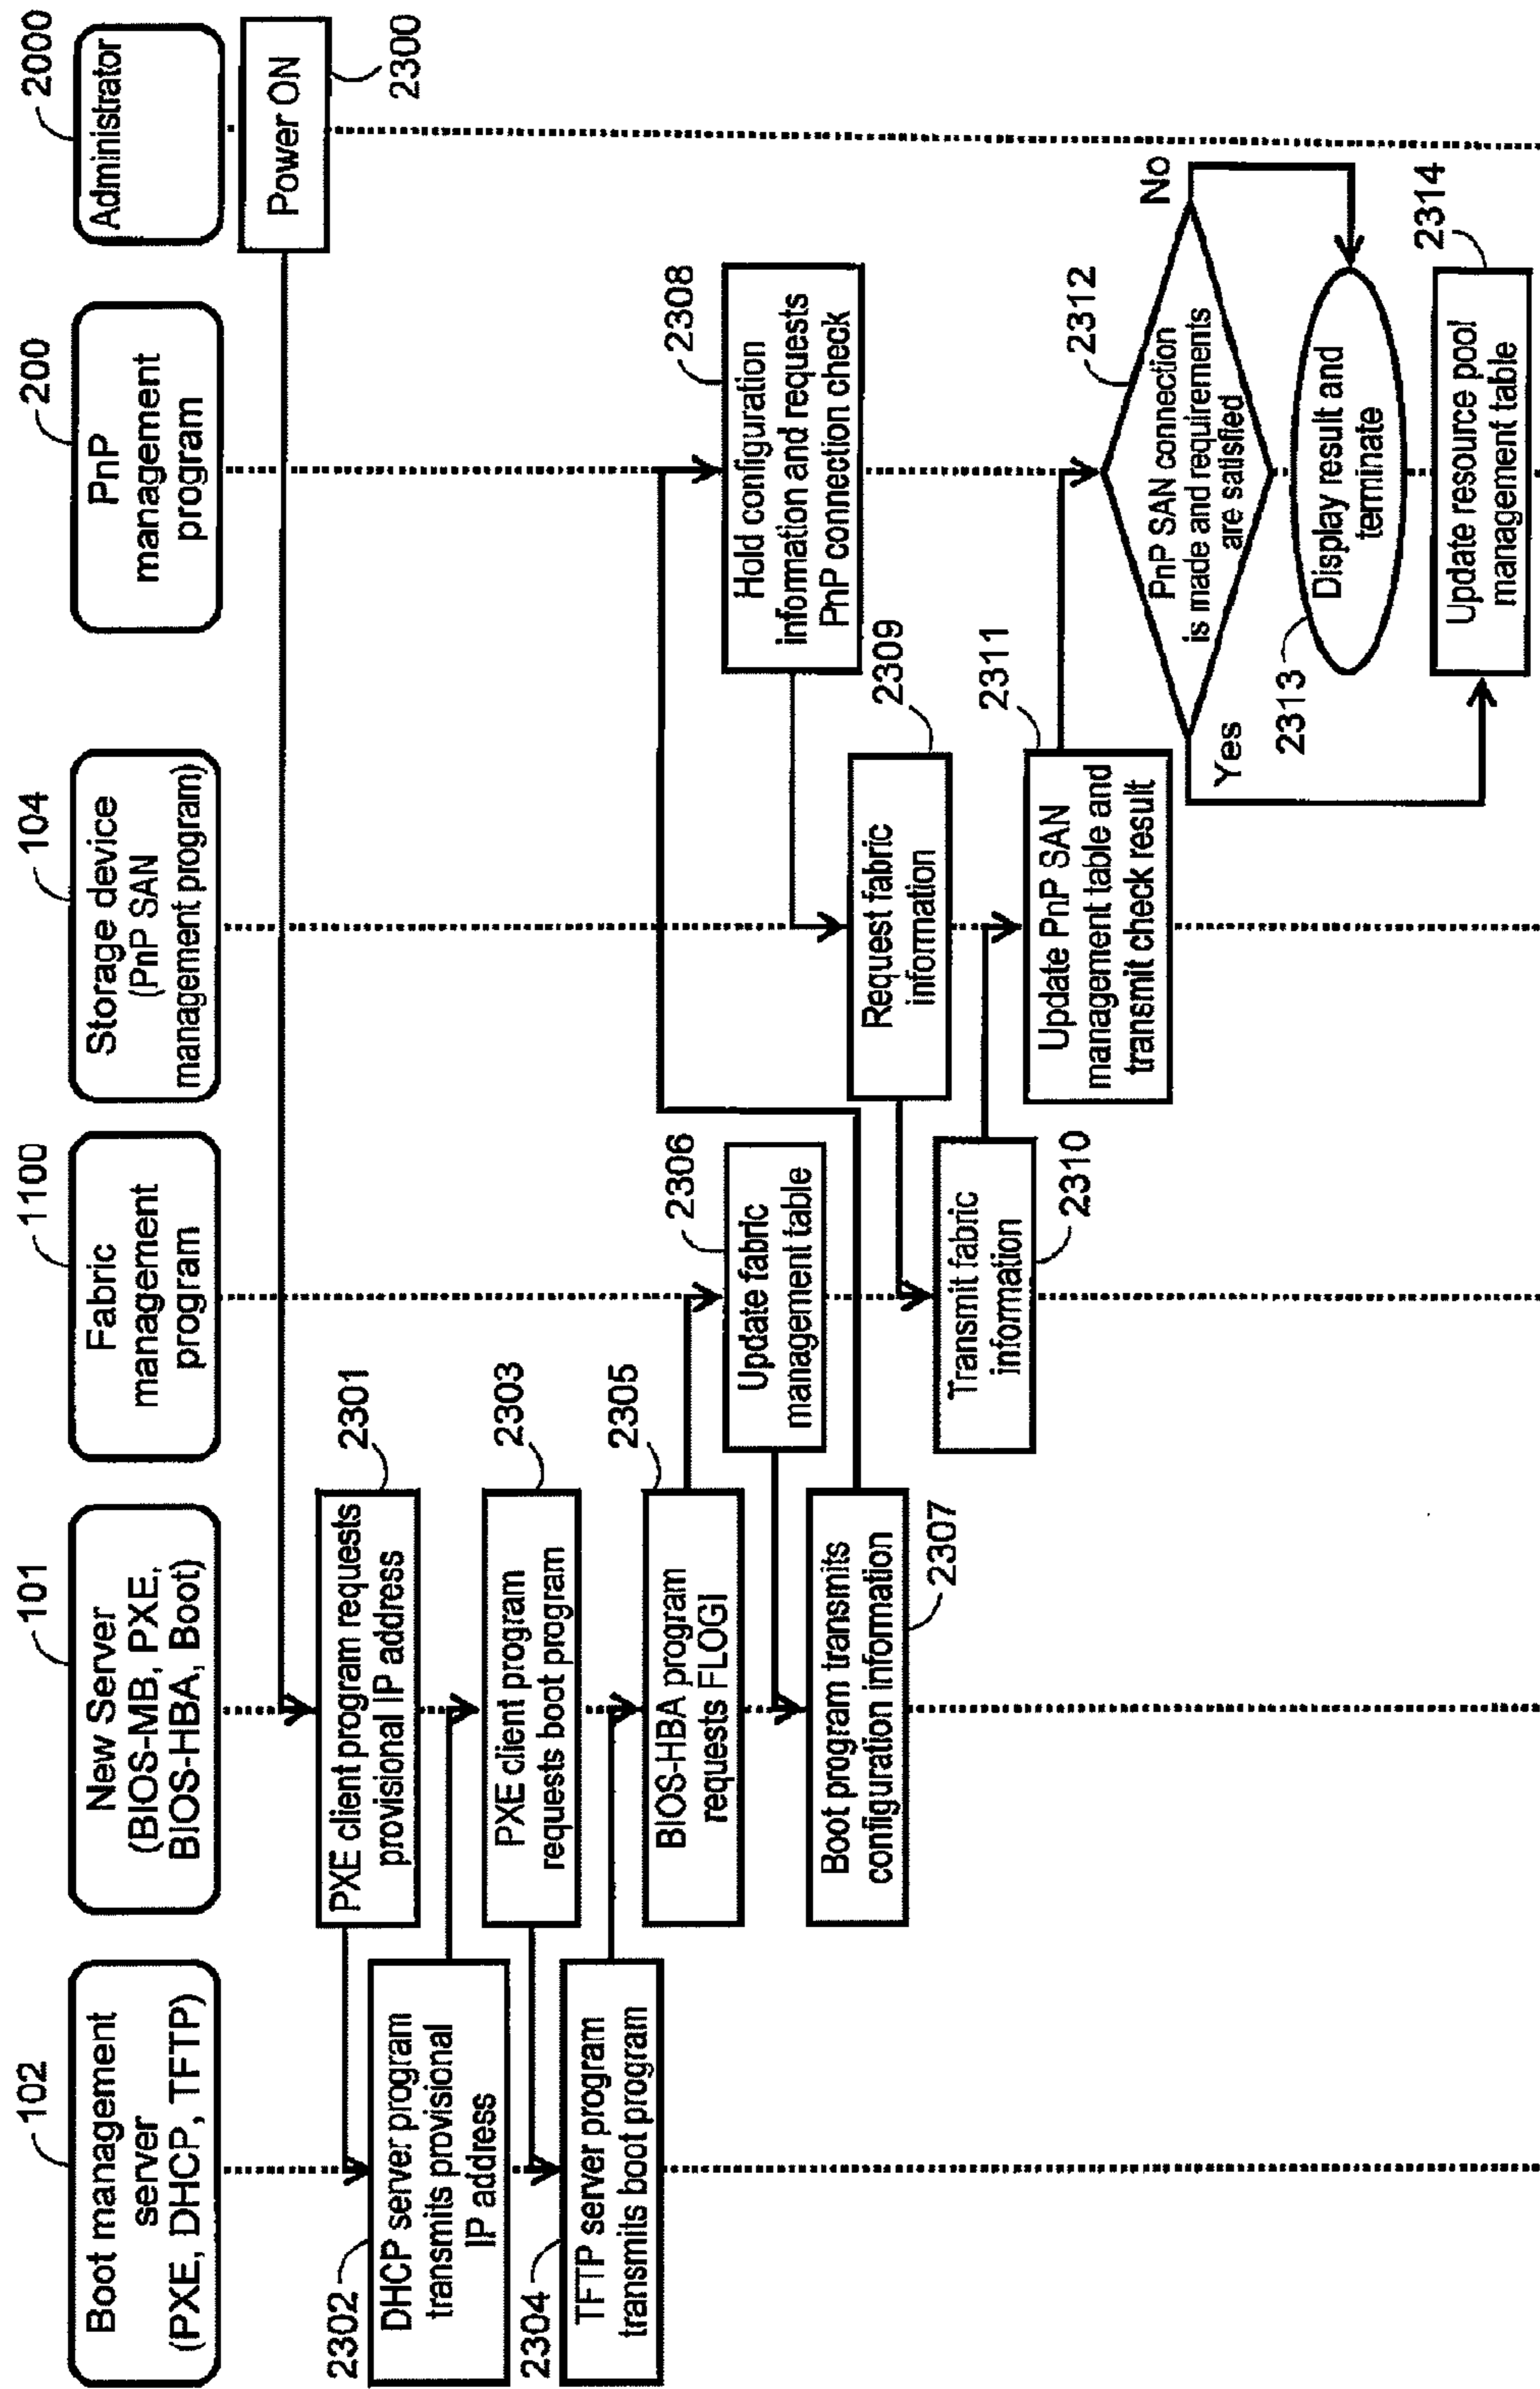 102
Boot management
server
(PXE, DHCP, TFTP)
101
New Server
(BIOS-MB, PXE,
BIOS-HBA, Boot)
1100
Fabric
management
program
104
Storage device
(PnP SAN
management program)
200
PnP
management
program
2000
Administrator
Power ON
2300
2301
PXE client program requests
provisional IP address
2302
DHCP server program
transmits provisional
IP address
2303
PXE client program
requests boot program
2304
TFTP server program
transmits boot program
2305
BIOS-HBA program
requests FLOGI
2306
Update fabric
management table
2307
Boot program transmits
configuration information
2308
Hold configuration
information and requests
PnP connection check
2309
Request fabric
information
2310
Transmit fabric
information
2311
Update PnP SAN
management table and
transmit check result
2312
PnP SAN connection
is made and requirements
are satisfied
No
Yes
2313
Display result and
terminate
2314
Update resource pool
management table